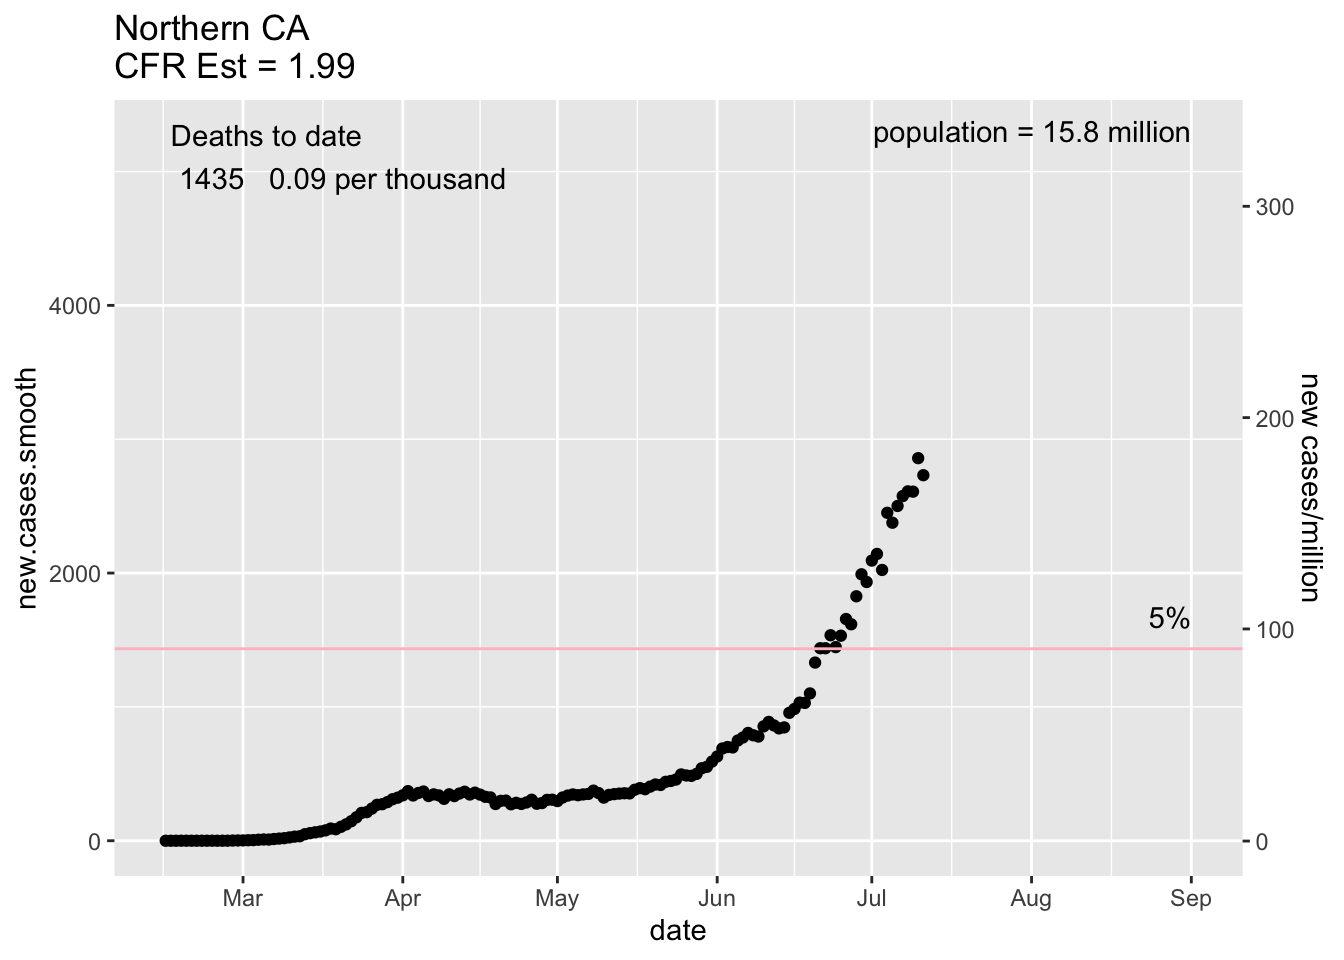 Northern CA
CFR Est = 1.99
Deaths to date
1435 0.09 per thousand
population = 15.8 million
5%
new.cases.smooth
4000
2000
0
300
200
100
0
new cases/million
Mar Apr May Jun Jul Aug Sep
date